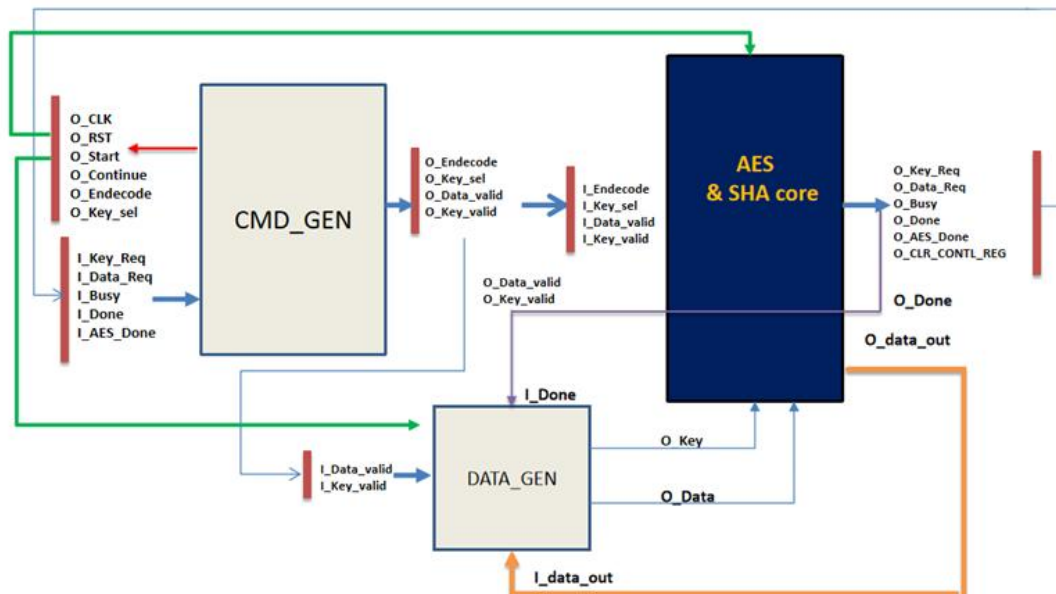 O_CLK
O_RST
O_Start
O_Continue
O_Endecode
O_Key_sel
I_Key_Req
I_Data_Req
I_Busy
I_Done
I_AES_Done
CMD_GEN
O_Endecode
O_Key_sel
O_Data_valid
O_Key_valid
I_Endecode
I_Key_sel
I_Data_valid
I_Key_valid
AES
& SHA core
O_Key_Req
O_Data_Req
O_Busy
O_Done
O_AES_Done
O_CLR_CONTL_REG
O_Data_valid
O_Key_valid
O_Done
O_data_out
I_Done
I_Data_valid
I_Key_valid
DATA_GEN
O_Key
O_Data
I_data_out